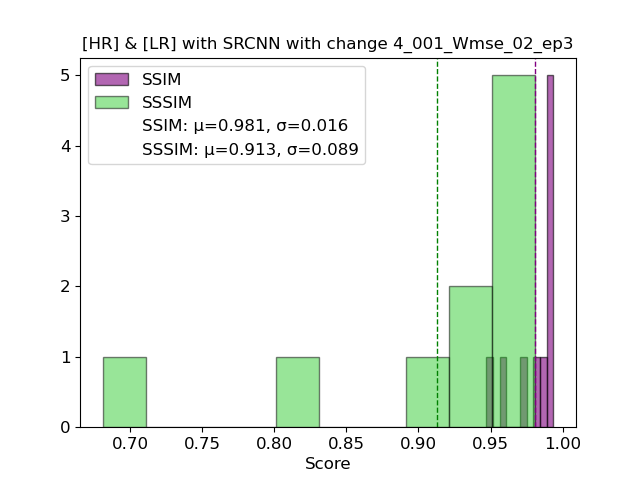 [HR] & [LR] with SRCNN with change 4_001_Wmse_02_ep3
SSIM
SSSIM
SSIM: μ=0.981, σ=0.016
SSSIM: μ=0.913, σ=0.089
5
4
3
2
1
0
0.70 0.75 0.80 0.85 0.90 0.95 1.00
Score